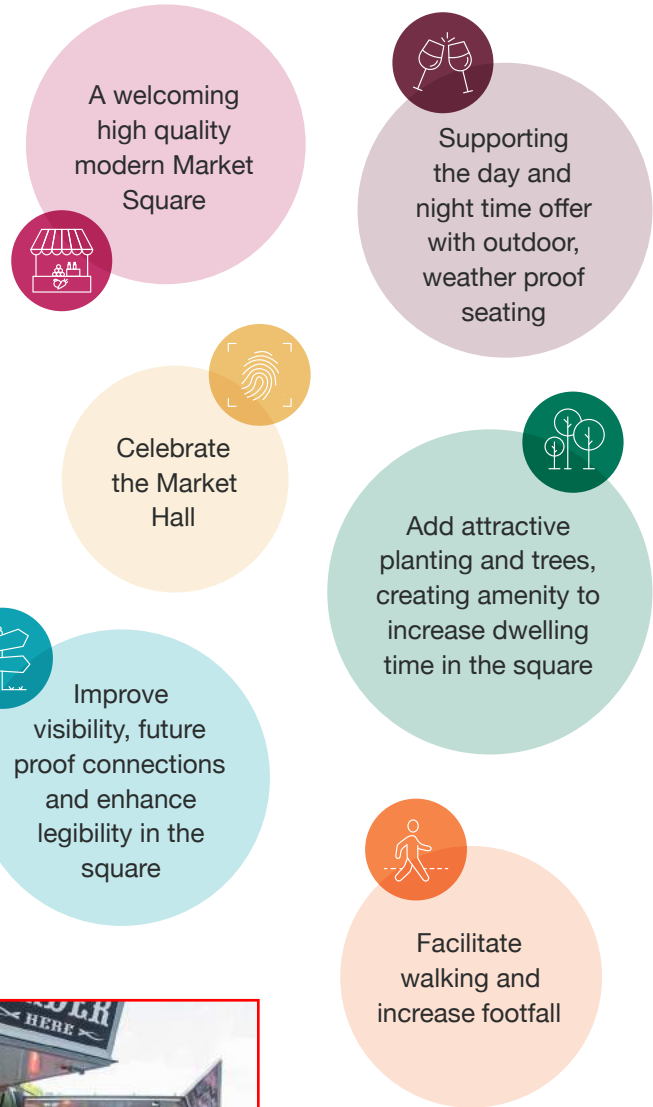 A welcoming
high quality
modern Market
Square
Supporting
the day and
night time offer
with outdoor,
weather proof
seating
Celebrate
the Market
Hall
Add attractive
planting and trees,
creating amenity to
increase dwelling
time in the square
Improve
visibility, future
proof connections
and enhance
legibility in the
square
Facilitate
walking and
increase footfall
HERE